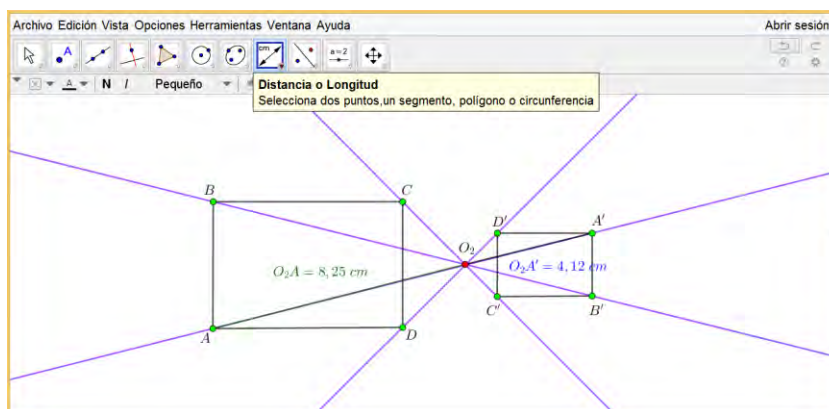 Archivo Edición Vista Opciones Herramientas Ventana Ayuda Abrir sesión
A cm a=2
A N I Pequeño
Distancia o Longitud
Selecciona dos puntos,un segmento, polígono o circunferencia
B C
D′ A′
O₂
O₂A = 8, 25 cm O₂A′ = 4, 12 cm
C′ B′
A D